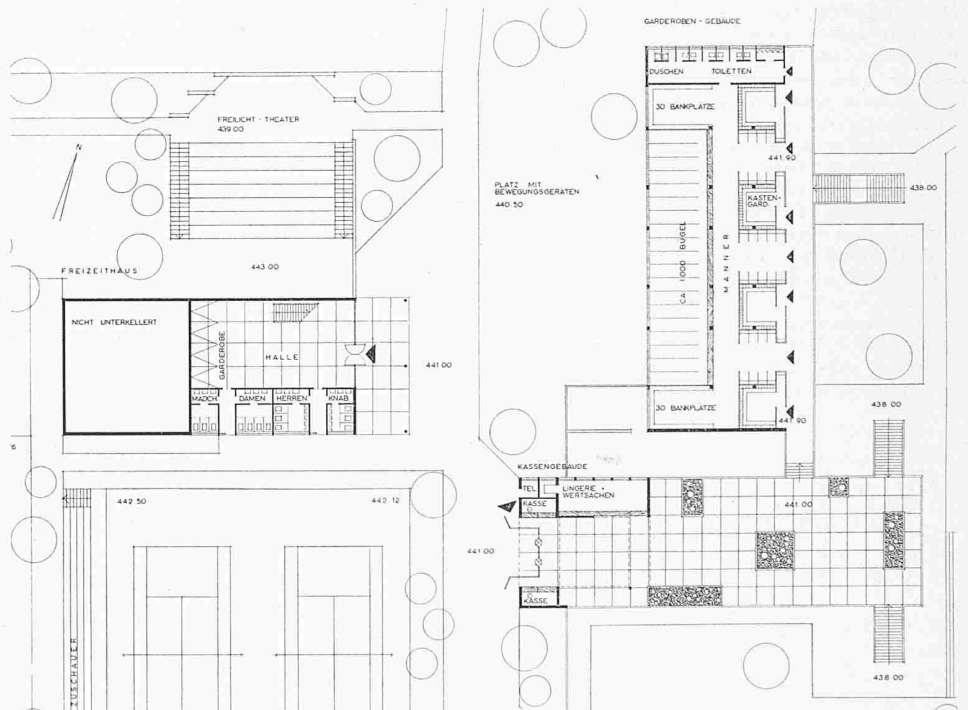 GARDEROBEN - GEBÄUDE
DUSCHEN TOILETTEN
30 BANKPLÄTZE
FREILICHT - THEATER
439.00
N
441.90
PLATZ MIT
BEWEGUNGSGERÄTEN
440.50
438.00
KASTEN-
GARD.
CA 1000 BÜGEL
MÄNNER
443.00
FREIZEITHAUS
NICHT UNTERKELLERT
GARDEROBE
HALLE
441.00
MÄDCH. DAMEN HERREN KNAB.
30 BANKPLÄTZE
438.00
441.90
KASSENGEBÄUDE
TEL
LINGERIE +
WERTSACHEN
KASSE
442.50
442.12
441.00
441.00
KASSE
ZUSCHAUER
438.00